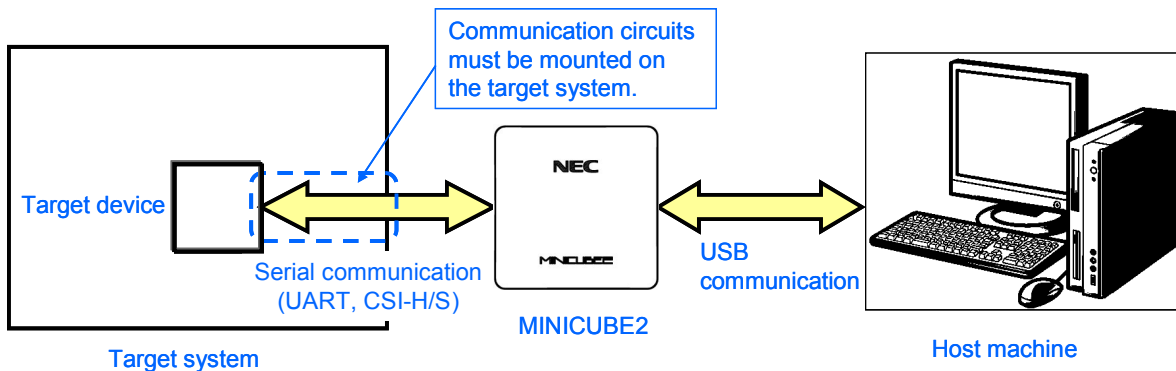 Communication circuits
must be mounted on
the target system.
Target device
Serial communication
(UART, CSI-H/S)
Target system
NEC
MINICUBE2
MINICUBE2
USB
communication
Host machine